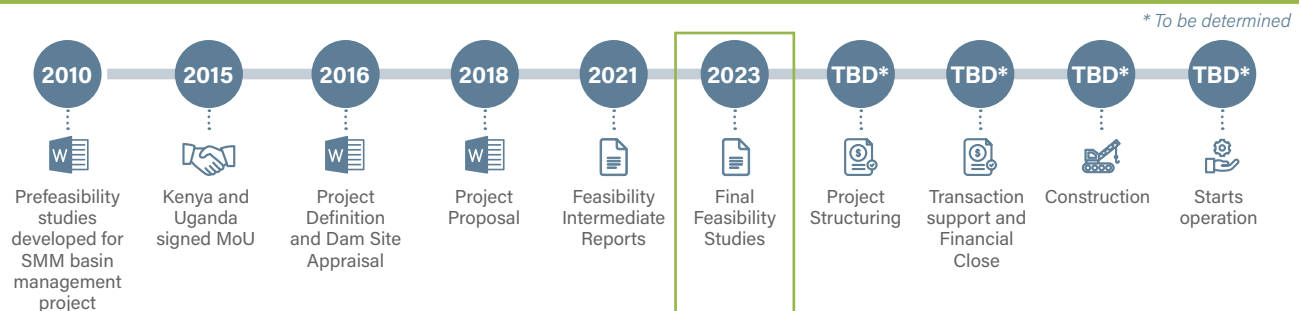 * To be determined
2010
2015
2016
2018
2021
2023
TBD*
TBD*
TBD*
TBD*
W
W
W
Prefeasibility
studies
developed for
SMM basin
management
project
Kenya and
Uganda
signed MoU
Project
Definition
and Dam Site
Appraisal
Project
Proposal
Feasibility
Intermediate
Reports
Final
Feasibility
Studies
Project
Structuring
Transaction
support and
Financial
Close
Construction
Starts
operation